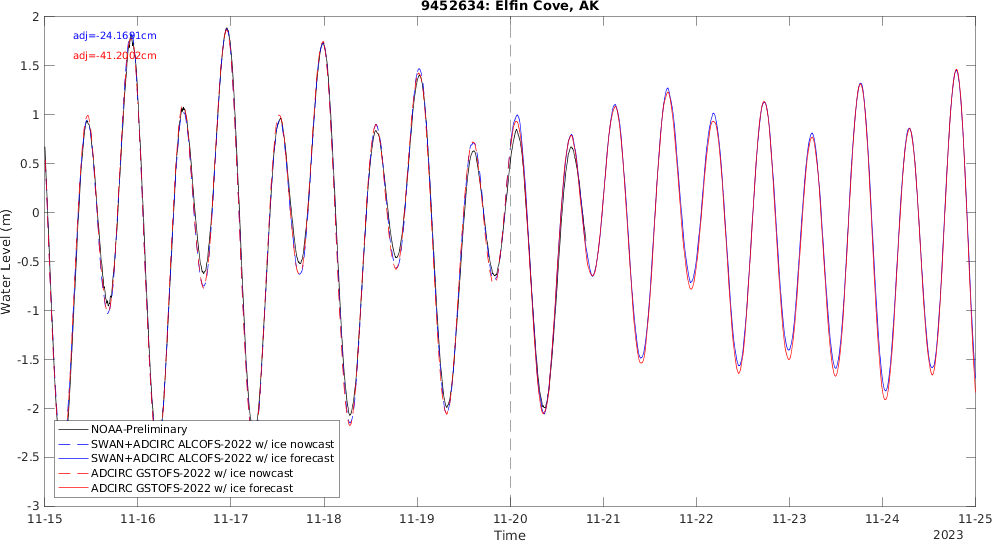 9452634: Elfin Cove, AK
adj=-24.1691cm
adj=-41.2002cm
Water Level (m)
2
1.5
1
0.5
0
-0.5
-1
-1.5
-2
-2.5
-3
NOAA-Preliminary
SWAN+ADCIRC ALCOFS-2022 w/ ice nowcast
SWAN+ADCIRC ALCOFS-2022 w/ ice forecast
ADCIRC GSTOFS-2022 w/ ice nowcast
ADCIRC GSTOFS-2022 w/ ice forecast
11-15 11-16 11-17 11-18 11-19 11-20 11-21 11-22 11-23 11-24 11-25
Time
2023